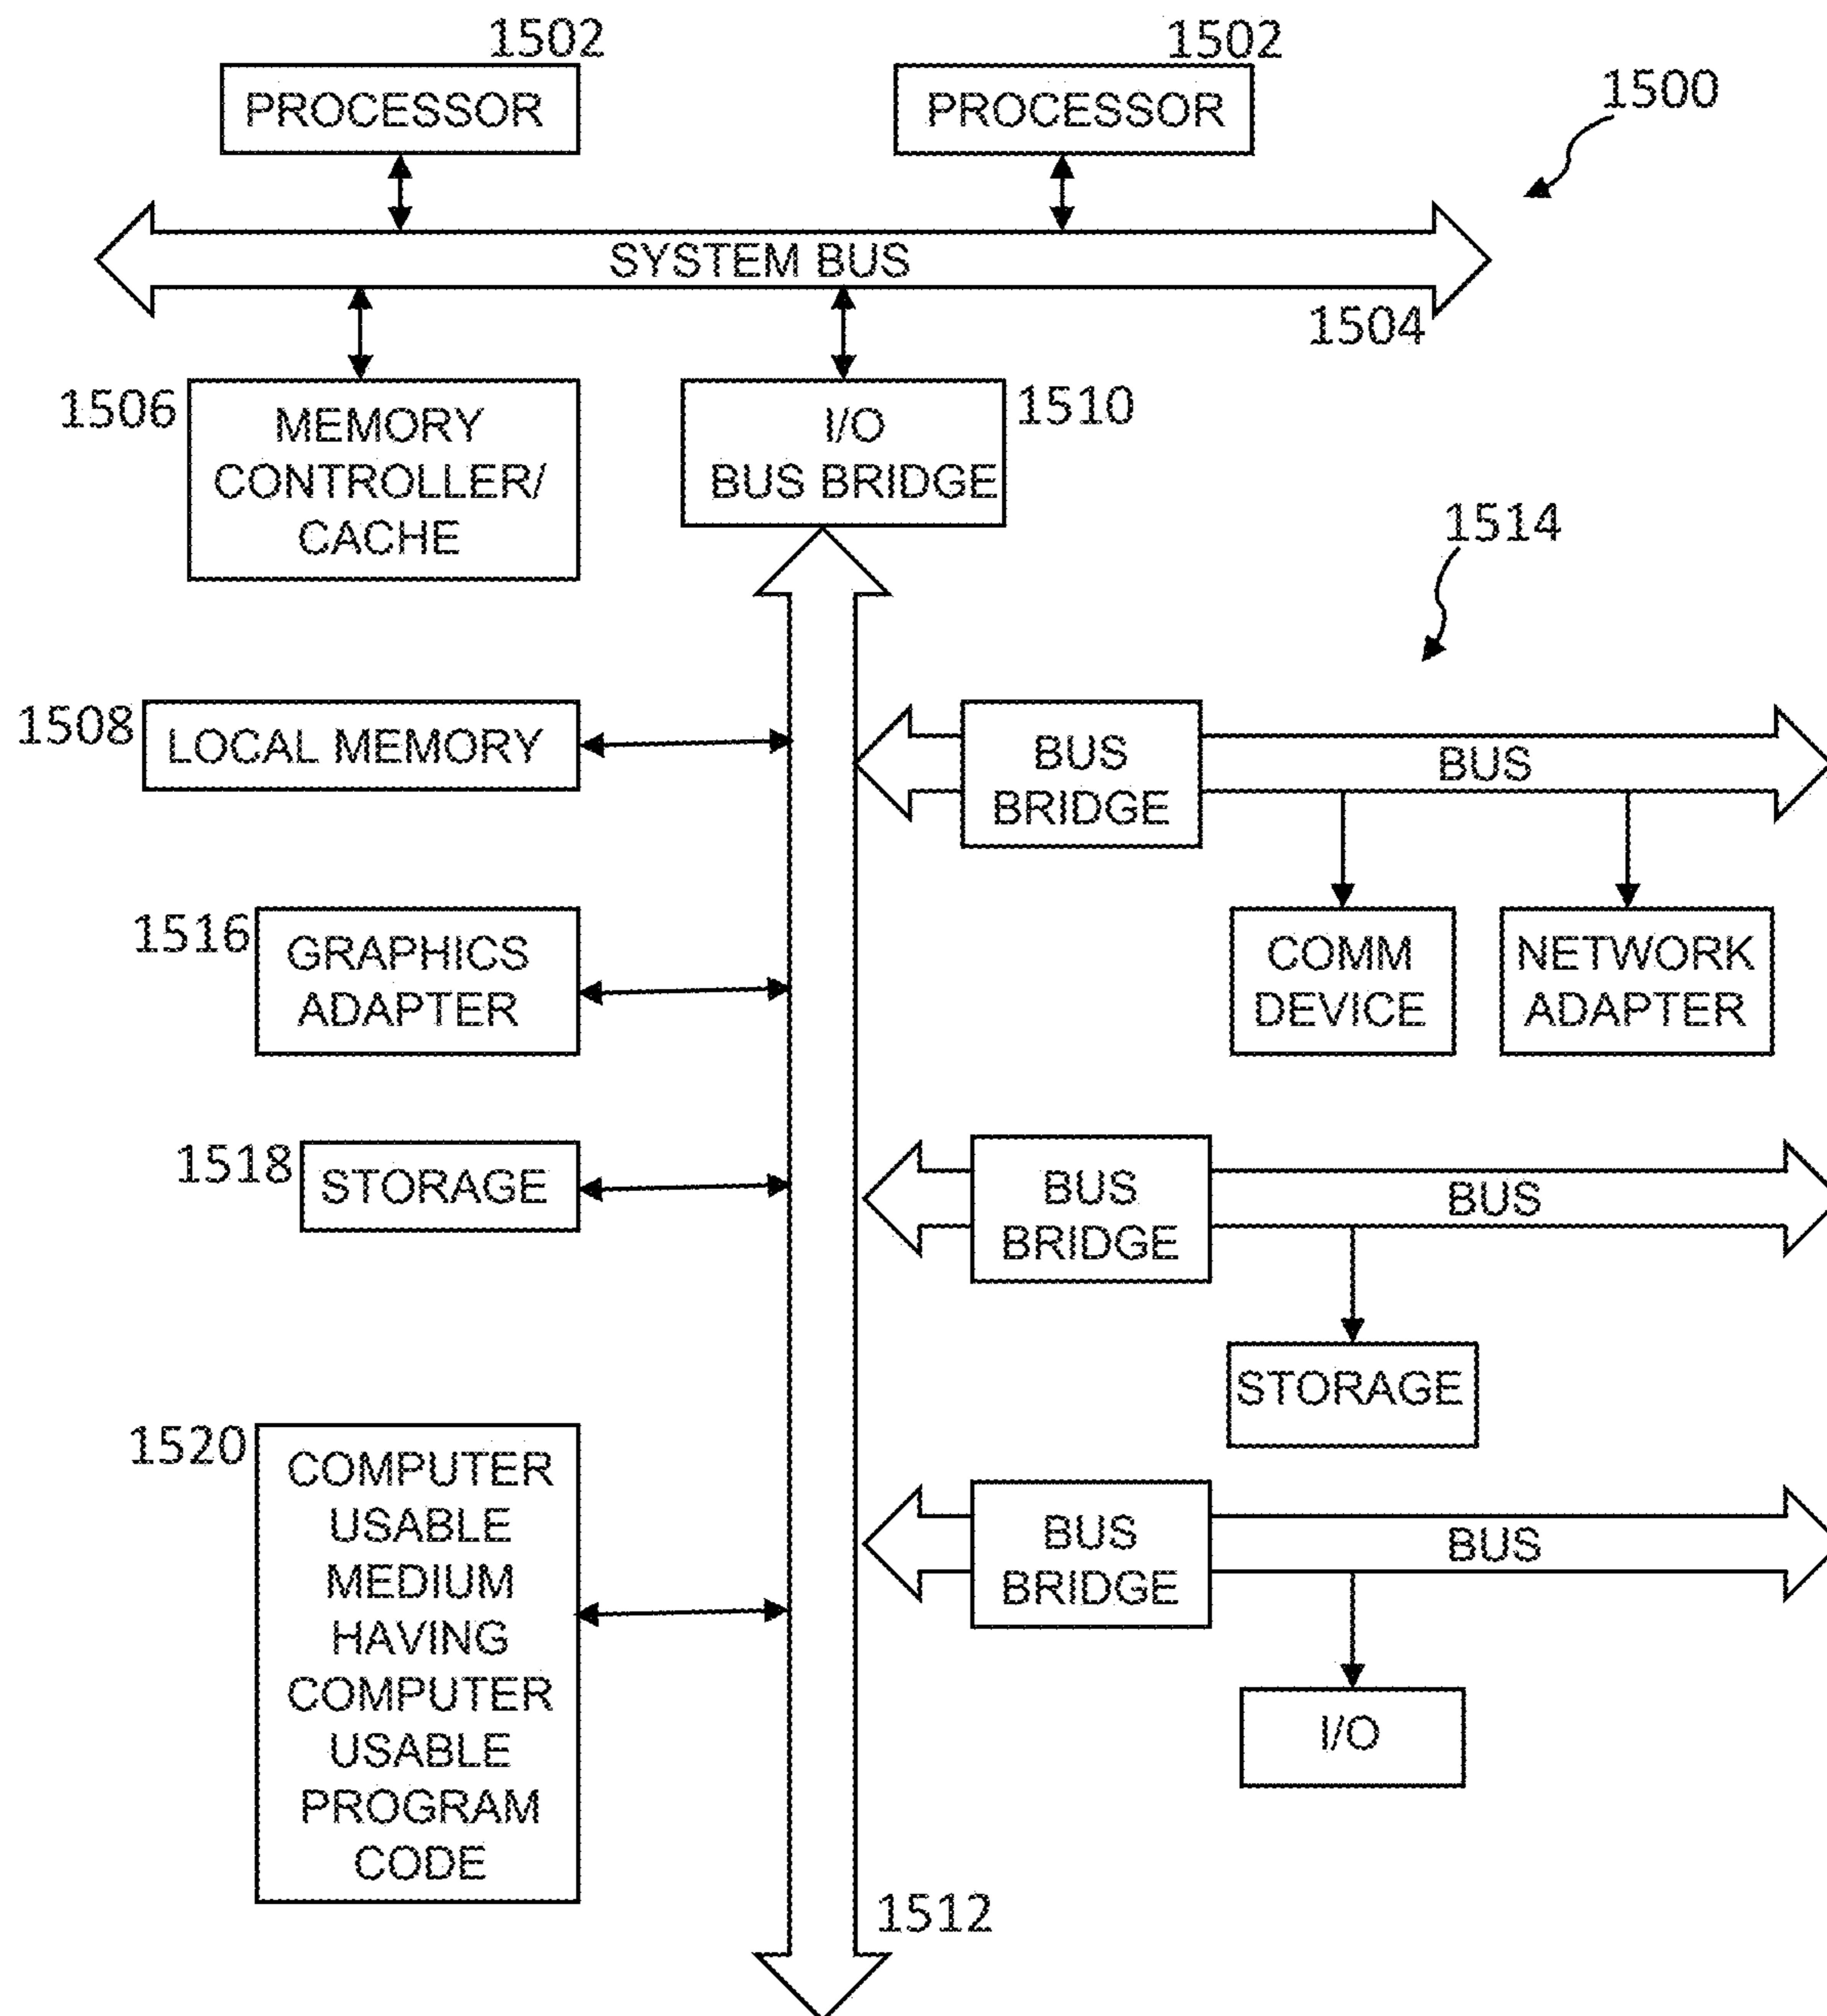 1502
1502
1500
PROCESSOR
PROCESSOR
SYSTEM BUS
1504
1506
MEMORY
CONTROLLER/
CACHE
I/O
BUS BRIDGE
1510
1514
1508
LOCAL MEMORY
BUS
BRIDGE
BUS
1516
GRAPHICS
ADAPTER
COMM
DEVICE
NETWORK
ADAPTER
1518
STORAGE
BUS
BRIDGE
BUS
STORAGE
1520
COMPUTER
USABLE
MEDIUM
HAVING
COMPUTER
USABLE
PROGRAM
CODE
BUS
BRIDGE
BUS
I/O
1512